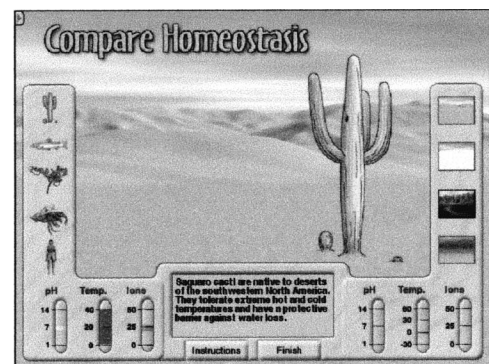 Compare Homeostasis
Saguaro cacti are native to deserts
of the southwestern North America.
They tolerate extreme hot and cold
temperatures and have a protective
barrier against water loss.
pH Temp. Ions
14 40 50
7 20 25
1 0 0
pH Temp. Ions
14 60 50
30
7 0 25
-30
1 0
Instructions Finish